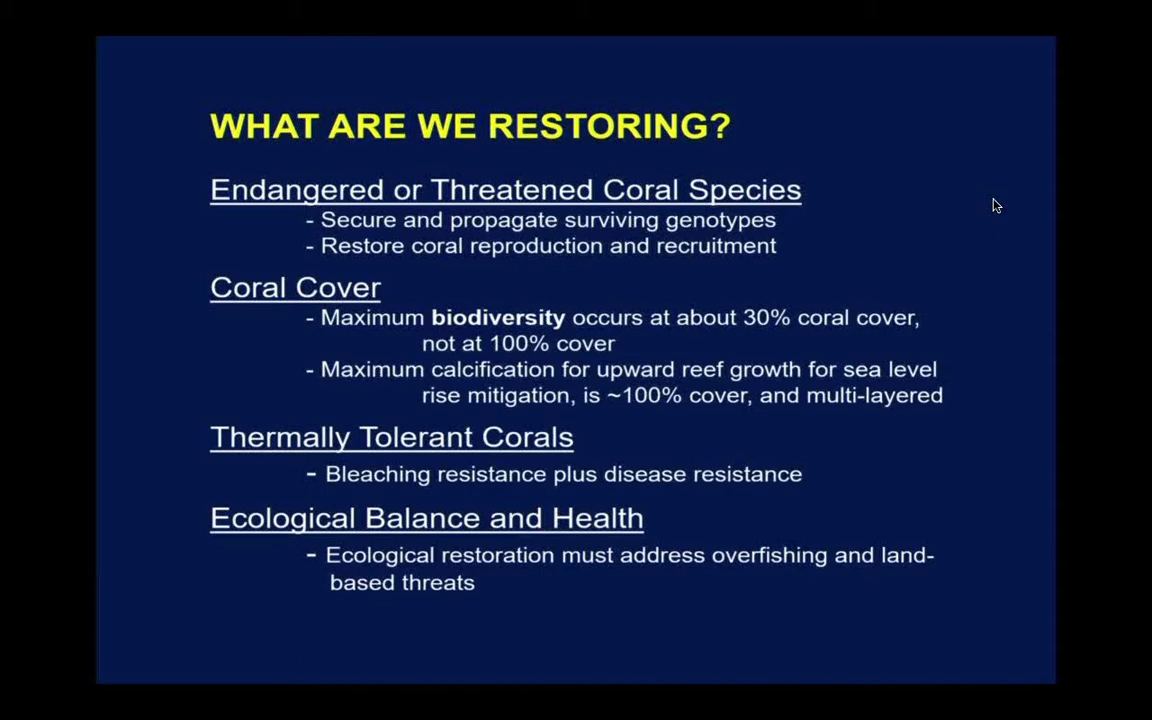 WHAT ARE WE RESTORING?
Endangered or Threatened Coral Species
- Secure and propagate surviving genotypes
- Restore coral reproduction and recruitment
Coral Cover
- Maximum biodiversity occurs at about 30% coral cover,
not at 100% cover
- Maximum calcification for upward reef growth for sea level
rise mitigation, is ~100% cover, and multi-layered
Thermally Tolerant Corals
- Bleaching resistance plus disease resistance
Ecological Balance and Health
- Ecological restoration must address overfishing and land-
based threats